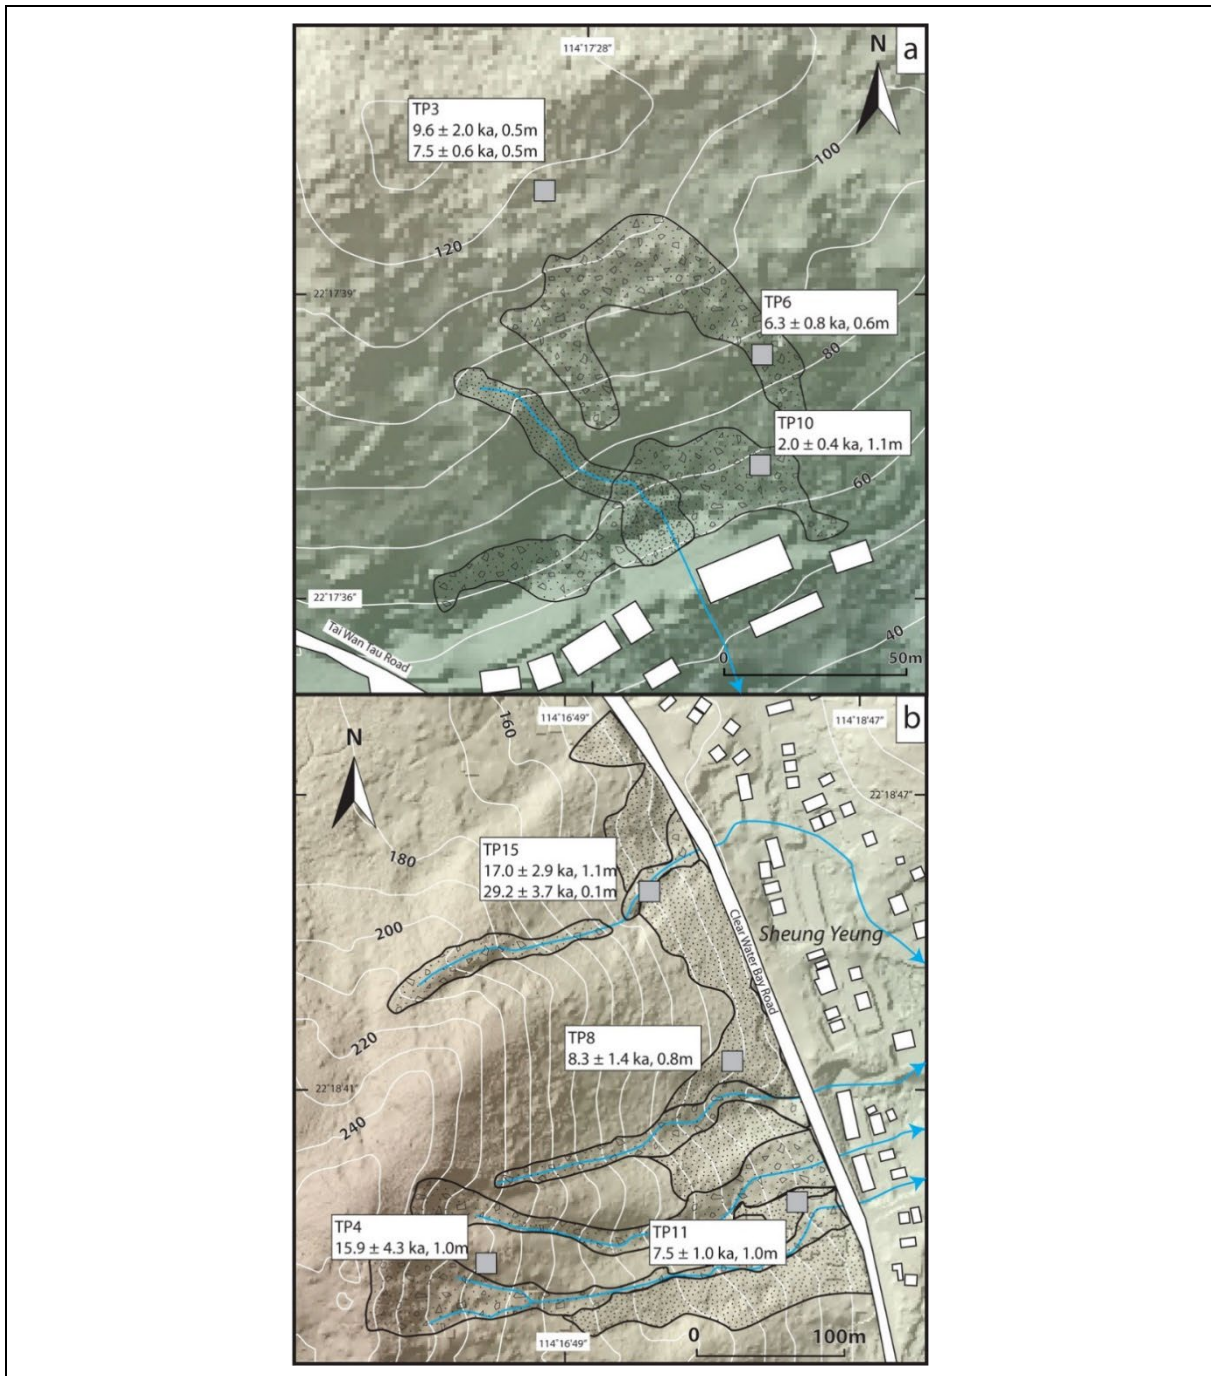 114°17'28"
N
a
TP3
9.6 ± 2.0 ka, 0.5m
7.5 ± 0.6 ka, 0.5m
100
120
22°17'39"
TP6
6.3 ± 0.8 ka, 0.6m
80
TP10
2.0 ± 0.4 ka, 1.1m
60
22°17'36"
Tai Wan Tau Road
40
0
50m
160
114°16'49"
114°18'47"
b
N
22°18'47"
180
TP15
17.0 ± 2.9 ka, 1.1m
29.2 ± 3.7 ka, 0.1m
200
Clear Water Bay Road
Sheung Yeung
220
TP8
8.3 ± 1.4 ka, 0.8m
22°18'41"
240
TP4
15.9 ± 4.3 ka, 1.0m
TP11
7.5 ± 1.0 ka, 1.0m
114°16'49"
0
100m